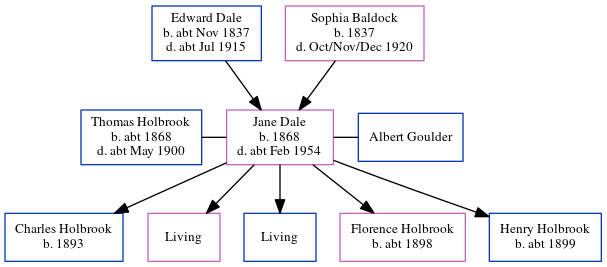 Edward Dale
b. abt Nov 1837
d. abt Jul 1915
Sophia Baldock
b. 1837
d. Oct/Nov/Dec 1920
Thomas Holbrook
b. abt 1868
d. abt May 1900
Jane Dale
b. 1868
d. abt Feb 1954
Albert Goulder
Charles Holbrook
b. 1893
Living
Living
Florence Holbrook
b. abt 1898
Henry Holbrook
b. abt 1899